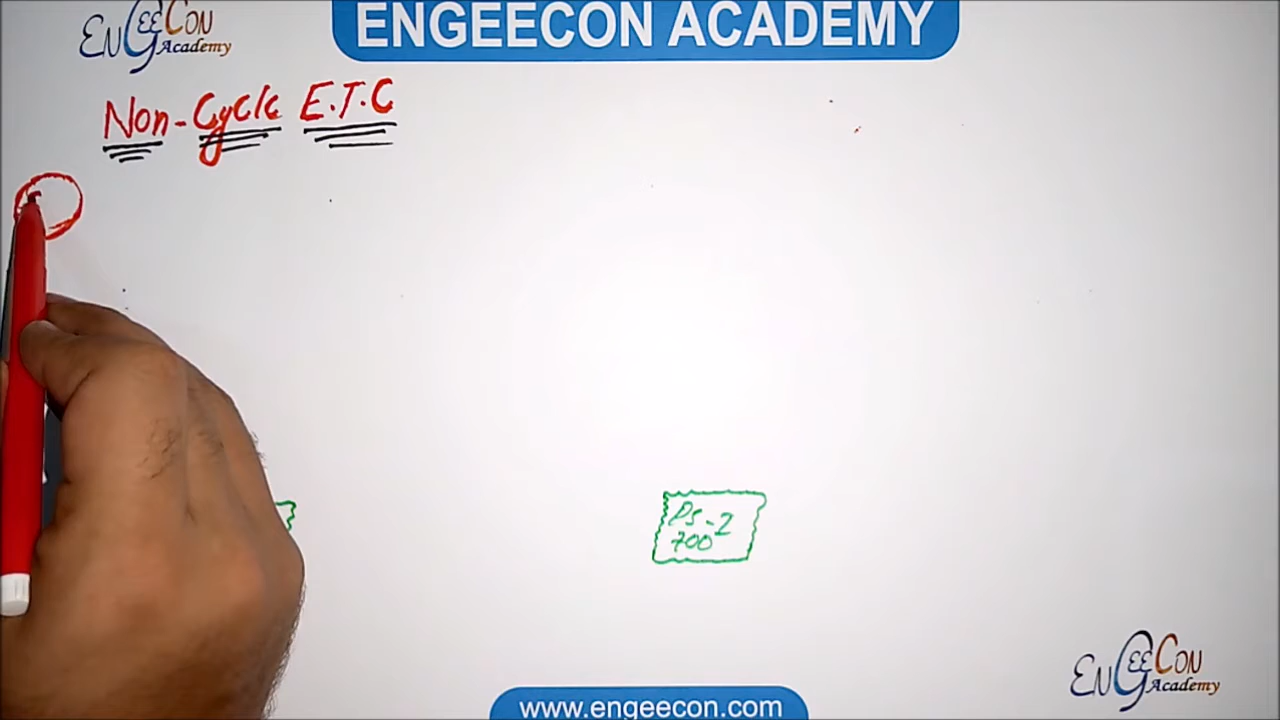 EnGeeCon
Academy
ENGEECON ACADEMY
Non-Cycle E.T.C
Ps-2
700
EnGeeCon
Academy
www.engeecon.com